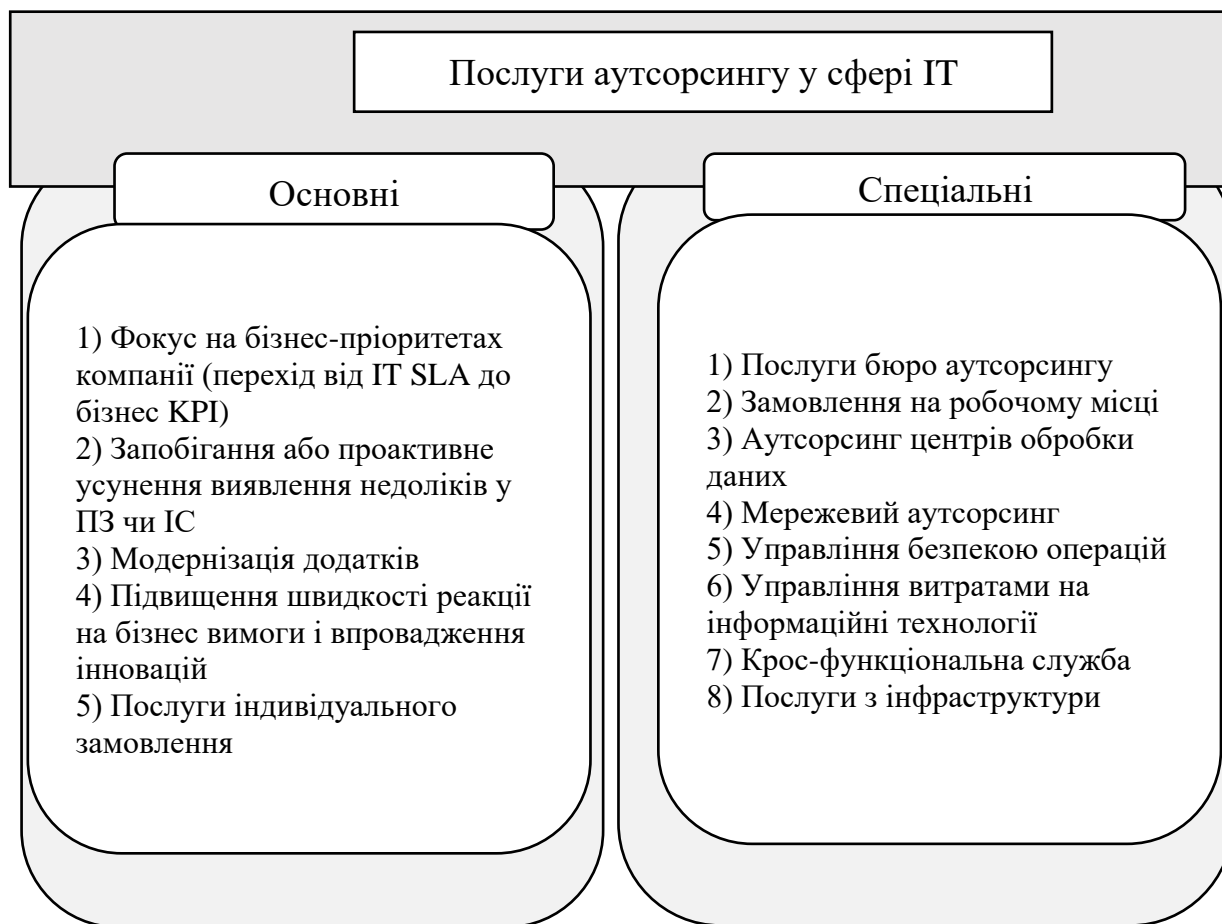 Послуги аутсорсингу у сфері ІТ
Основні
1) Фокус на бізнес-пріоритетах
компанії (перехід від ІТ SLA до
бізнес KPI)
2) Запобігання або проактивне
усунення виявлення недоліків у
ПЗ чи ІС
3) Модернізація додатків
4) Підвищення швидкості реакції
на бізнес вимоги і впровадження
інновацій
5) Послуги індивідуального
замовлення
Спеціальні
1) Послуги бюро аутсорсингу
2) Замовлення на робочому місці
3) Аутсорсинг центрів обробки
даних
4) Мережевий аутсорсинг
5) Управління безпекою операцій
6) Управління витратами на
інформаційні технології
7) Крос-функціональна служба
8) Послуги з інфраструктури